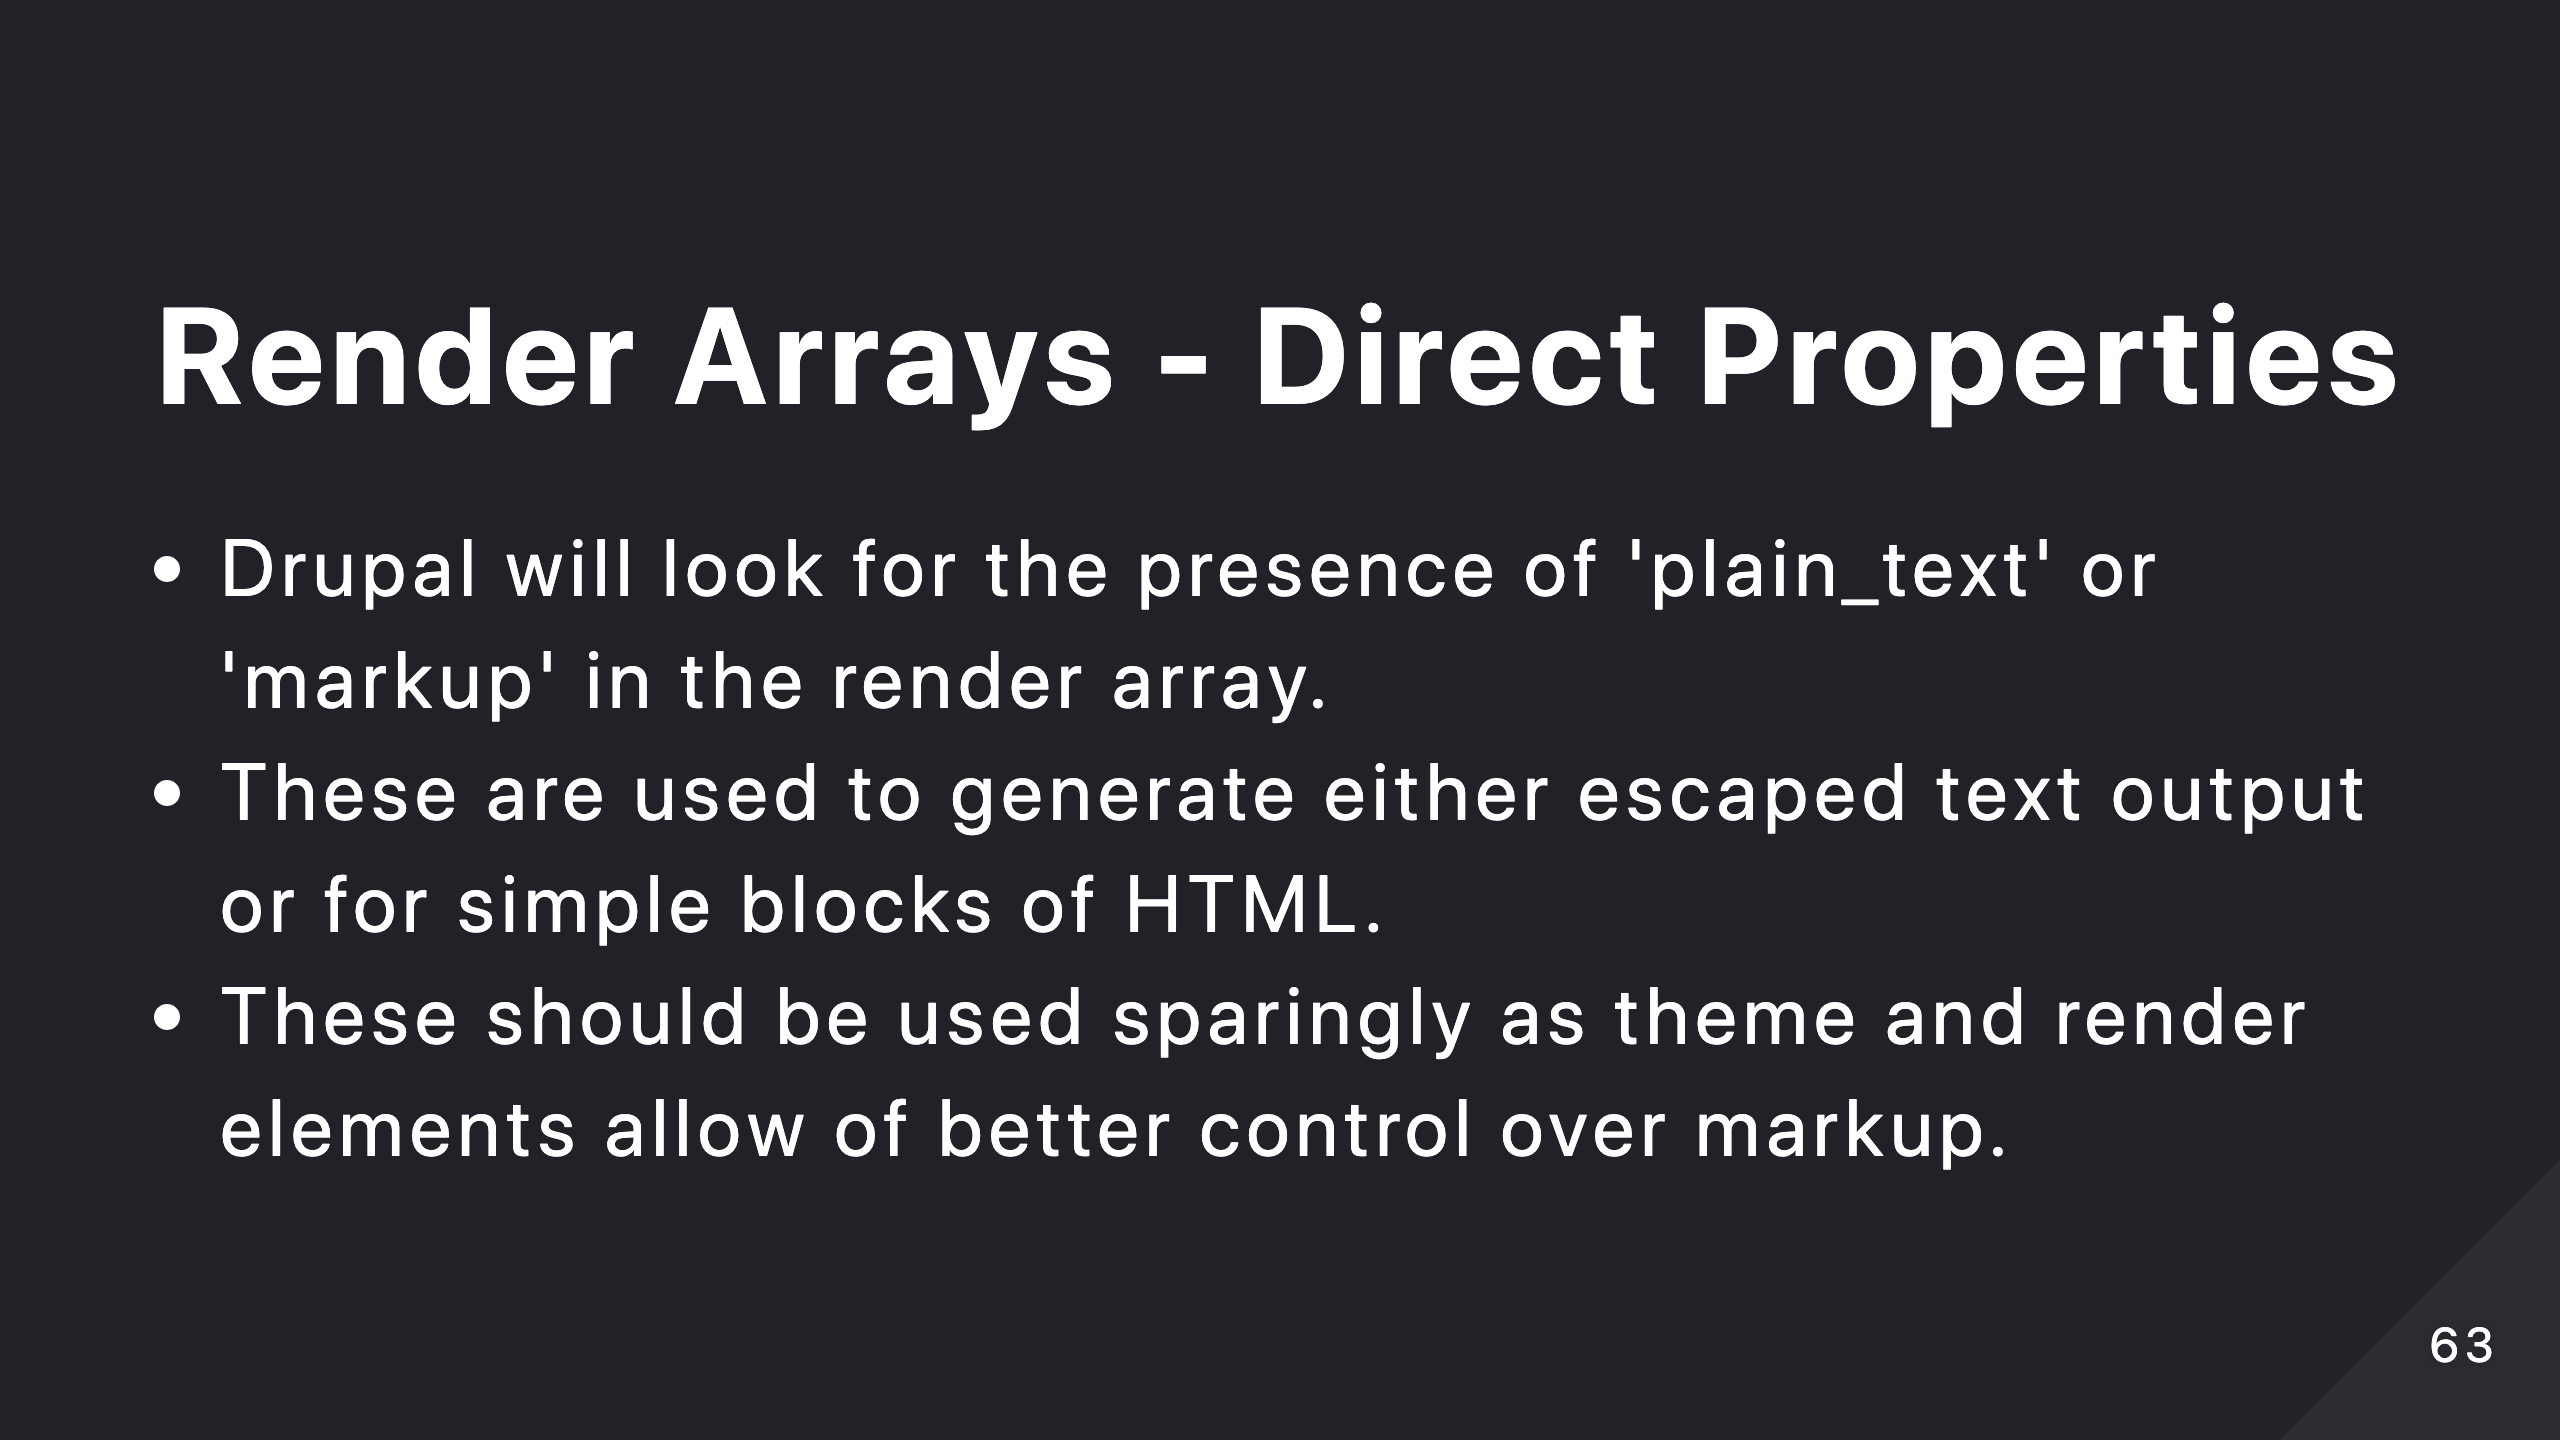 Render Arrays - Direct Properties
• Drupal will look for the presence of 'plain_text' or
'markup' in the render array.
• These are used to generate either escaped text output
or for simple blocks of HTML.
• These should be used sparingly as theme and render
elements allow of better control over markup.
63